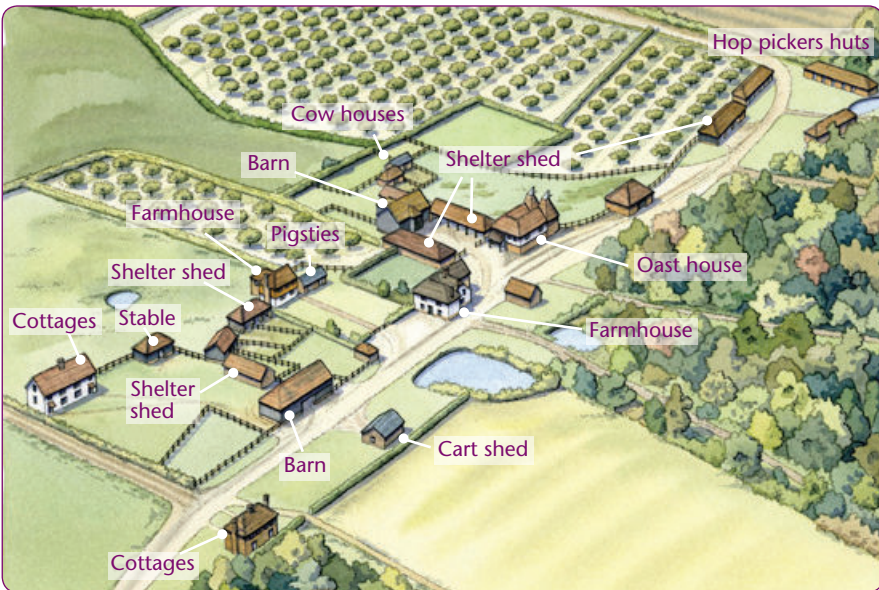 Hop pickers huts
Cow houses
Shelter shed
Barn
Farmhouse
Pigsties
Shelter shed
Oast house
Cottages
Stable
Farmhouse
Shelter
shed
Barn
Cart shed
Cottages